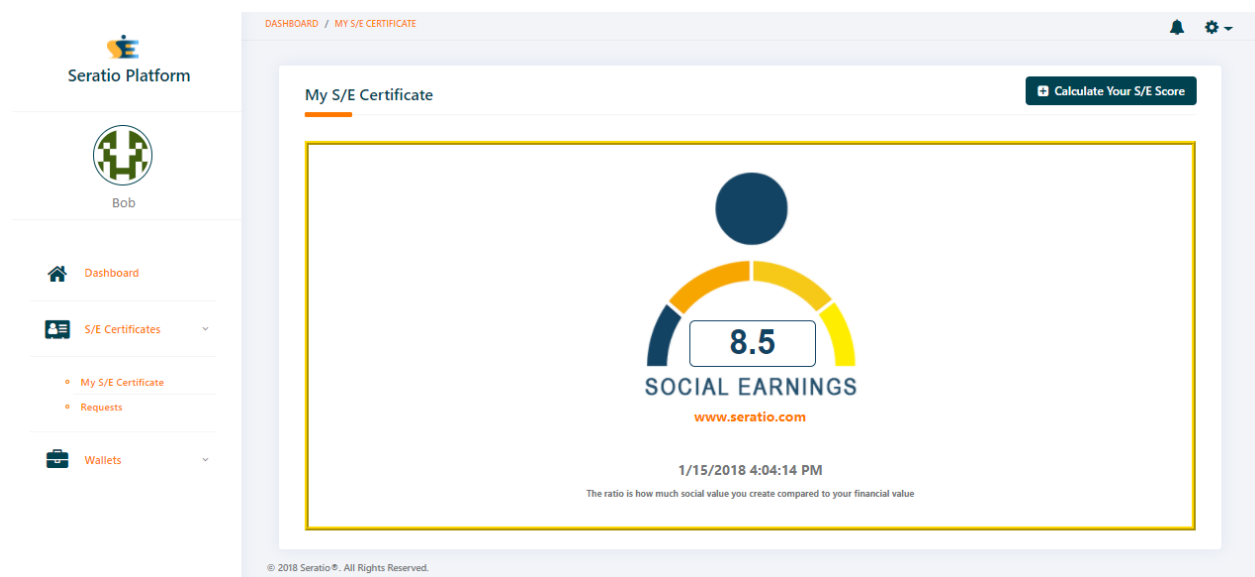 DASHBOARD / MY S/E CERTIFICATE
SE
Seratio Platform
Bob
Dashboard
S/E Certificates
My S/E Certificate
Requests
Wallets
My S/E Certificate
Calculate Your S/E Score
8.5
SOCIAL EARNINGS
www.seratio.com
1/15/2018 4:04:14 PM
The ratio is how much social value you create compared to your financial value
© 2018 Seratio®. All Rights Reserved.